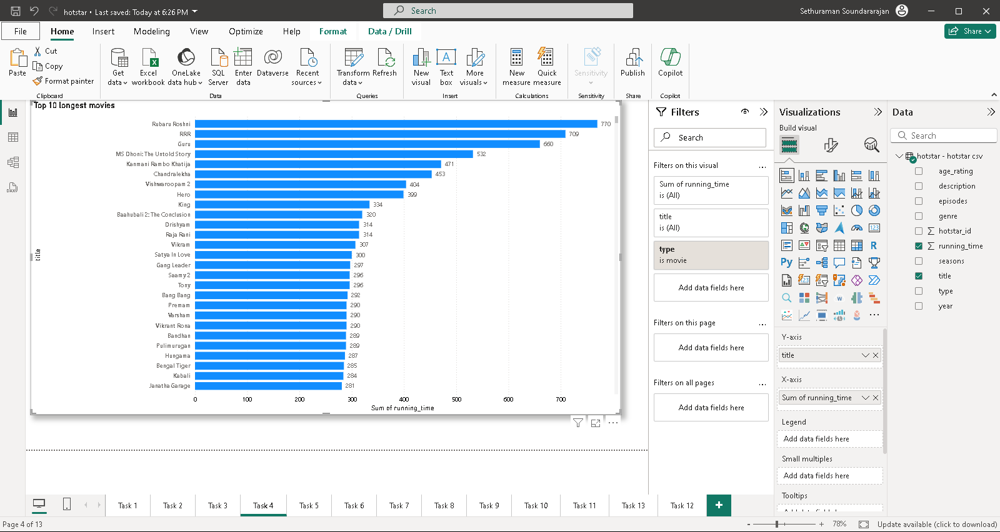 hotstar • Last saved: Today at 6:26 PM
Search
Sethuraman Soundararajan
File
Home
Insert
Modeling
View
Optimize
Help
Format
Data / Drill
Share
Paste
Cut
Copy
Format painter
Clipboard
Get data
Excel workbook
OneLake data hub
SQL Server
Enter data
Dataverse
Recent sources
Data
Transform data
Refresh
Queries
New visual
Text box
More visuals
Insert
New measure
Quick measure
Calculations
Sensitivity
Sensitivity
Publish
Share
Copilot
Copilot
Top 10 longest movies
title
Rubaru Roshni 770
RRR 709
Guru 660
MS Dhoni: The Untold Story 532
Kanmani Rambo Khatija 471
Chandralekha 453
Vishwaroopam 2 404
Hero 399
King 334
Baahubali 2: The Conclusion 320
Drishyam 314
Raja Rani 314
Vikram 307
Satya In Love 300
Gang Leader 297
Saamy 2 296
Tony 296
Bang Bang 292
Premam 290
Varsham 290
Vikrant Rona 290
Bandhan 289
Pulimurugan 289
Hungama 287
Bengal Tiger 285
Kabali 284
Janatha Garage 281
0 100 200 300 400 500 600 700
Sum of running_time
Filters
Search
Filters on this visual
Sum of running_time
is (All)
title
is (All)
type
is movie
Add data fields here
Filters on this page
Add data fields here
Filters on all pages
Add data fields here
Visualizations
Build visual
Y-axis
title
X-axis
Sum of running_time
Legend
Add data fields here
Small multiples
Add data fields here
Tooltips
Data
Search
hotstar - hotstar csv
age_rating
description
episodes
genre
hotstar_id
running_time
seasons
title
type
year
Task 1
Task 2
Task 3
Task 4
Task 5
Task 6
Task 7
Task 8
Task 9
Task 10
Task 11
Task 13
Task 12
Page 4 of 13
78%
Update available (click to download)